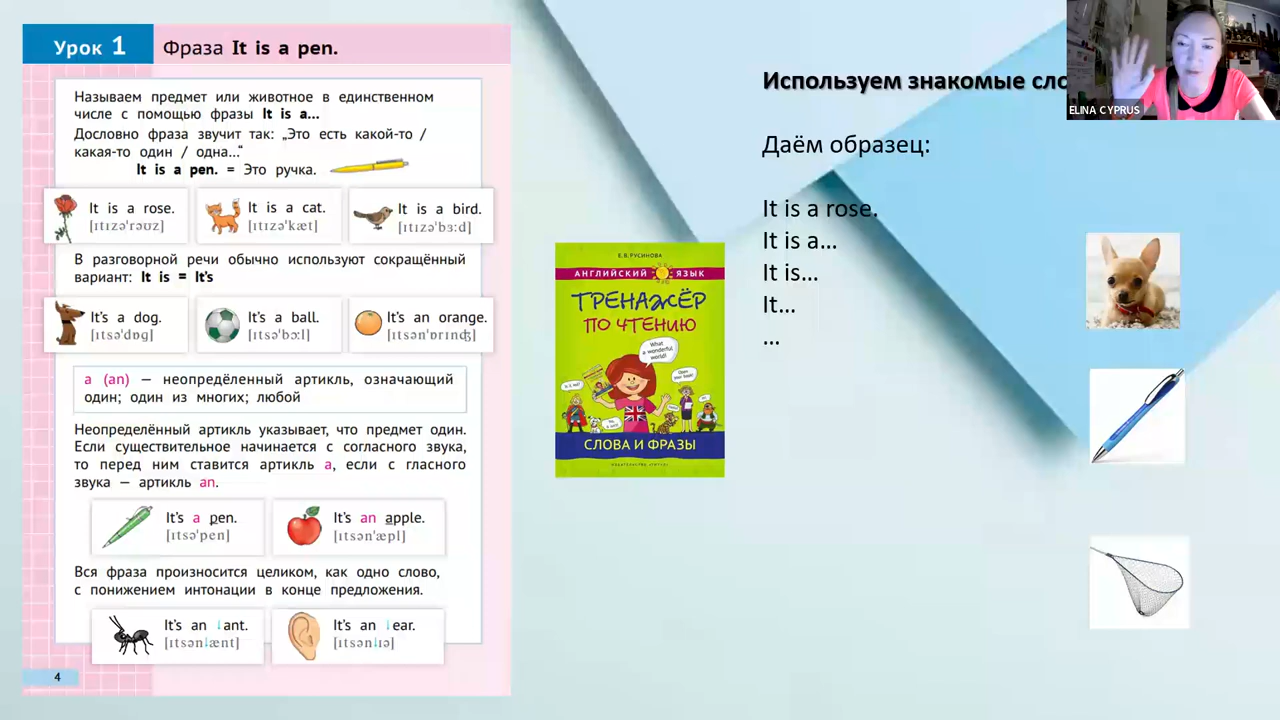 Урок 1
Фраза It is a pen.
Называем предмет или животное в единственном
числе с помощью фразы It is a...
Дословно фраза звучит так: „Это есть какой-то /
какая-то один / одна...“
It is a pen. = Это ручка.
It is a rose.
[ɪtɪzə'rəʊz]
It is a cat.
[ɪtɪzə'kæt]
It is a bird.
[ɪtɪzə'bɜ:d]
В разговорной речи обычно используют сокращённый
вариант: It is = It's
It's a dog.
[ɪtsə'dɒg]
It's a ball.
[ɪtsə'bɔ:l]
It's an orange.
[ɪtsən'ɒrɪnʤ]
a (an) — неопредёленный артикль, означающий
один; один из многих; любой
Неопределённый артикль указывает, что предмет один.
Если существительное начинается с согласного звука,
то перед ним ставится артикль a, если с гласного
звука — артикль an.
It's a pen.
[ɪtsə'pen]
It's an apple.
[ɪtsən'æpl]
Вся фраза произносится целиком, как одно слово,
с понижением интонации в конце предложения.
It's an ↓ant.
[ɪtsən↓ænt]
It's an ↓ear.
[ɪtsən↓ɪə]
4
Е.В. РУСИНОВА
АНГЛИЙСКИЙ ЯЗЫК
ТРЕНАЖЁР
ПО ЧТЕНИЮ
What
a wonderful
world!
СЛОВА И ФРАЗЫ
Используем знакомые сло
Даём образец:
It is a rose.
It is a...
It is...
It...
...
ELINA CYPRUS